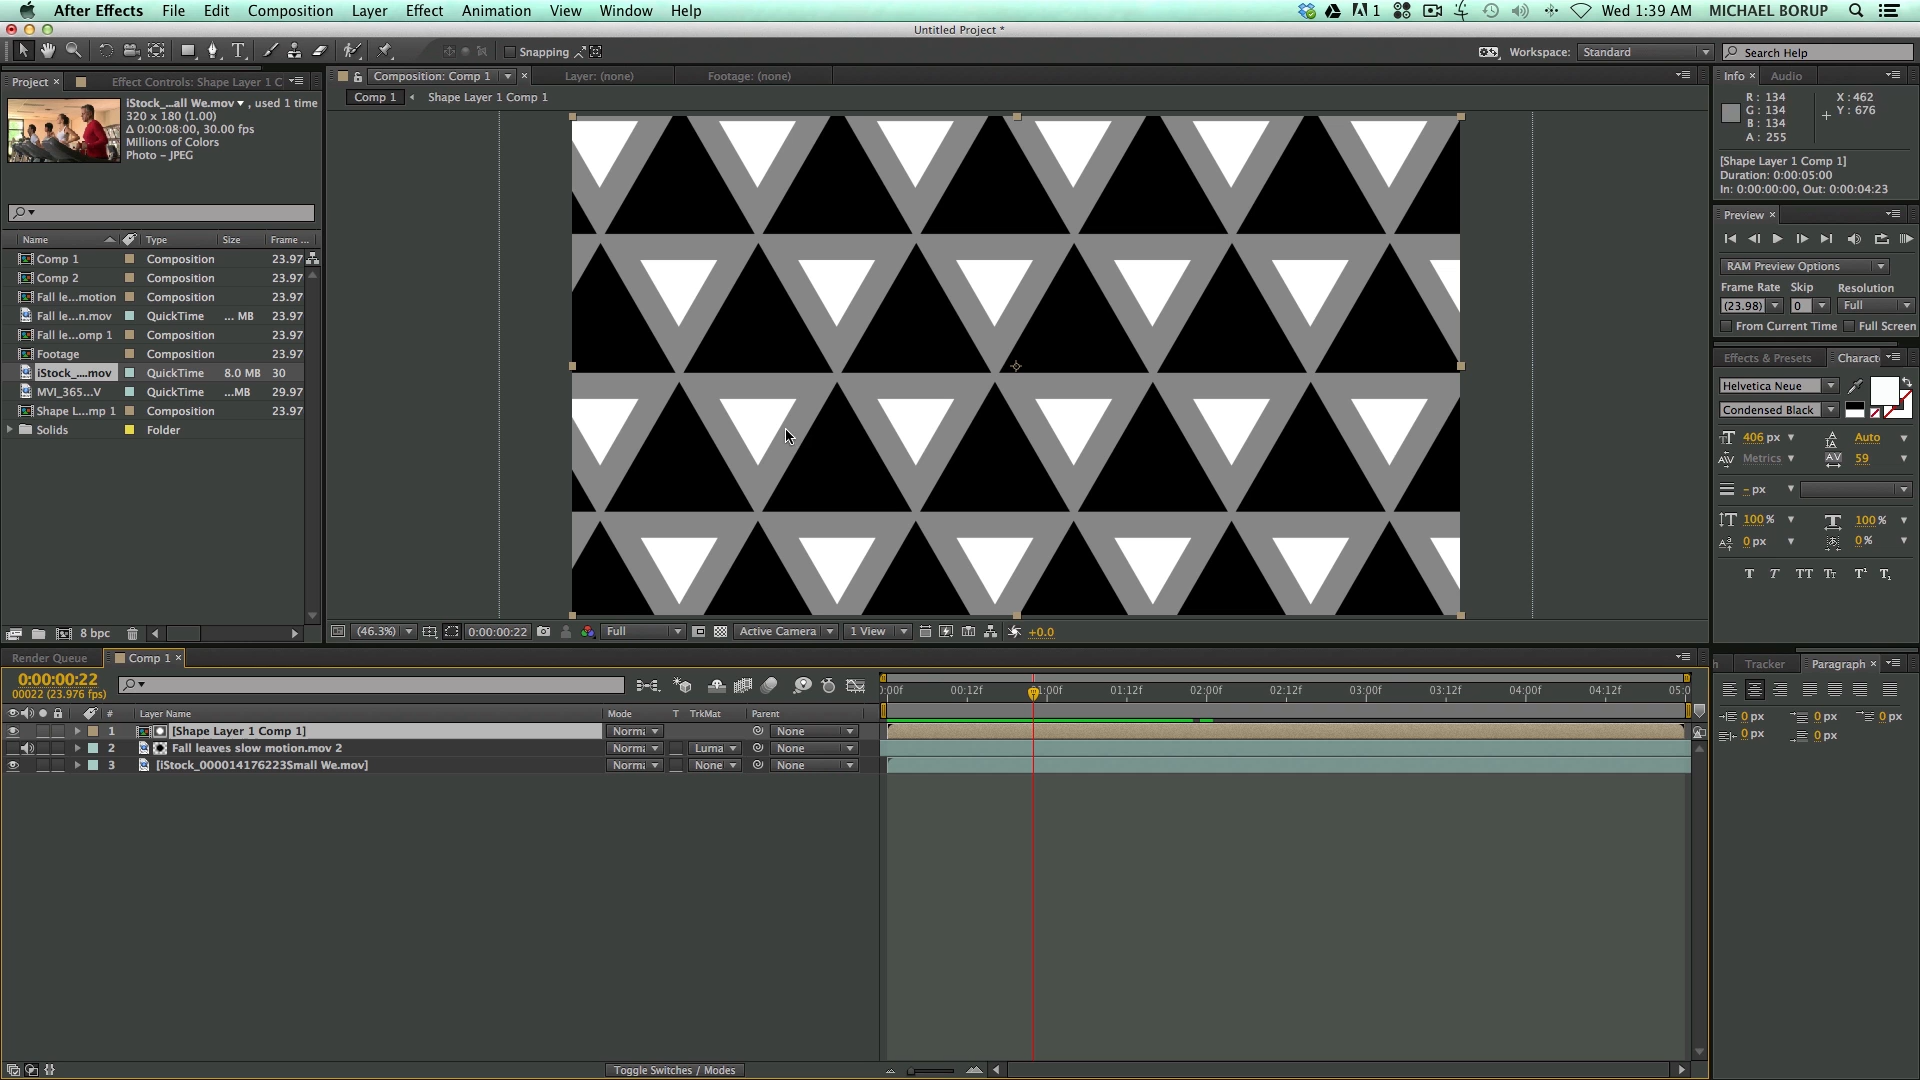 After Effects File Edit Composition Layer Effect Animation View Window Help 1 Wed 1:39 AM MICHAEL BORUP
Untitled Project *
T Snapping Workspace: Standard Search Help
Project × Effect Controls: Shape Layer 1 C
Composition: Comp 1 × Layer: (none) Footage: (none)
Info × Audio
iStock_...all We.mov ▾ , used 1 time
320 x 180 (1.00)
Δ 0:00:08:00, 30.00 fps
Millions of Colors
Photo - JPEG
Comp 1 Shape Layer 1 Comp 1
R: 134
G: 134
B: 134
A: 255
X: 462
Y: 676
[Shape Layer 1 Comp 1]
Duration: 0:00:05:00
In: 0:00:00:00, Out: 0:00:04:23
Preview ×
Name Type Size Frame ...
Comp 1 Composition 23.97
Comp 2 Composition 23.97
Fall le...motion Composition 23.97
Fall le...n.mov QuickTime ... MB 23.97
Fall le...omp 1 Composition 23.97
Footage Composition 23.97
iStock_....mov QuickTime 8.0 MB 30
MVI_365...V QuickTime ...MB 29.97
Shape L...mp 1 Composition 23.97
Solids Folder
8 bpc
RAM Preview Options
Frame Rate Skip Resolution
(23.98) 0 Full
From Current Time Full Screen
Effects & Presets Charact
Helvetica Neue
Condensed Black
406 px Auto
Metrics 59
- px
100 % 100 %
0 px 0 %
T T TT Tt T¹ T₁
(46.3%) 0:00:00:22 Full Active Camera 1 View +0.0
Render Queue Comp 1 ×
Tracker Paragraph ×
0:00:00:22
00022 (23.976 fps)
:00f 00:12f 1:00f 01:12f 02:00f 02:12f 03:00f 03:12f 04:00f 04:12f 05:0
# Layer Name Mode T TrkMat Parent
1 [Shape Layer 1 Comp 1] Norma None
2 Fall leaves slow motion.mov 2 Norma Luma None
3 [iStock_000014176223Small We.mov] Norma None None
0 px 0 px 0 px
0 px 0 px
Toggle Switches / Modes